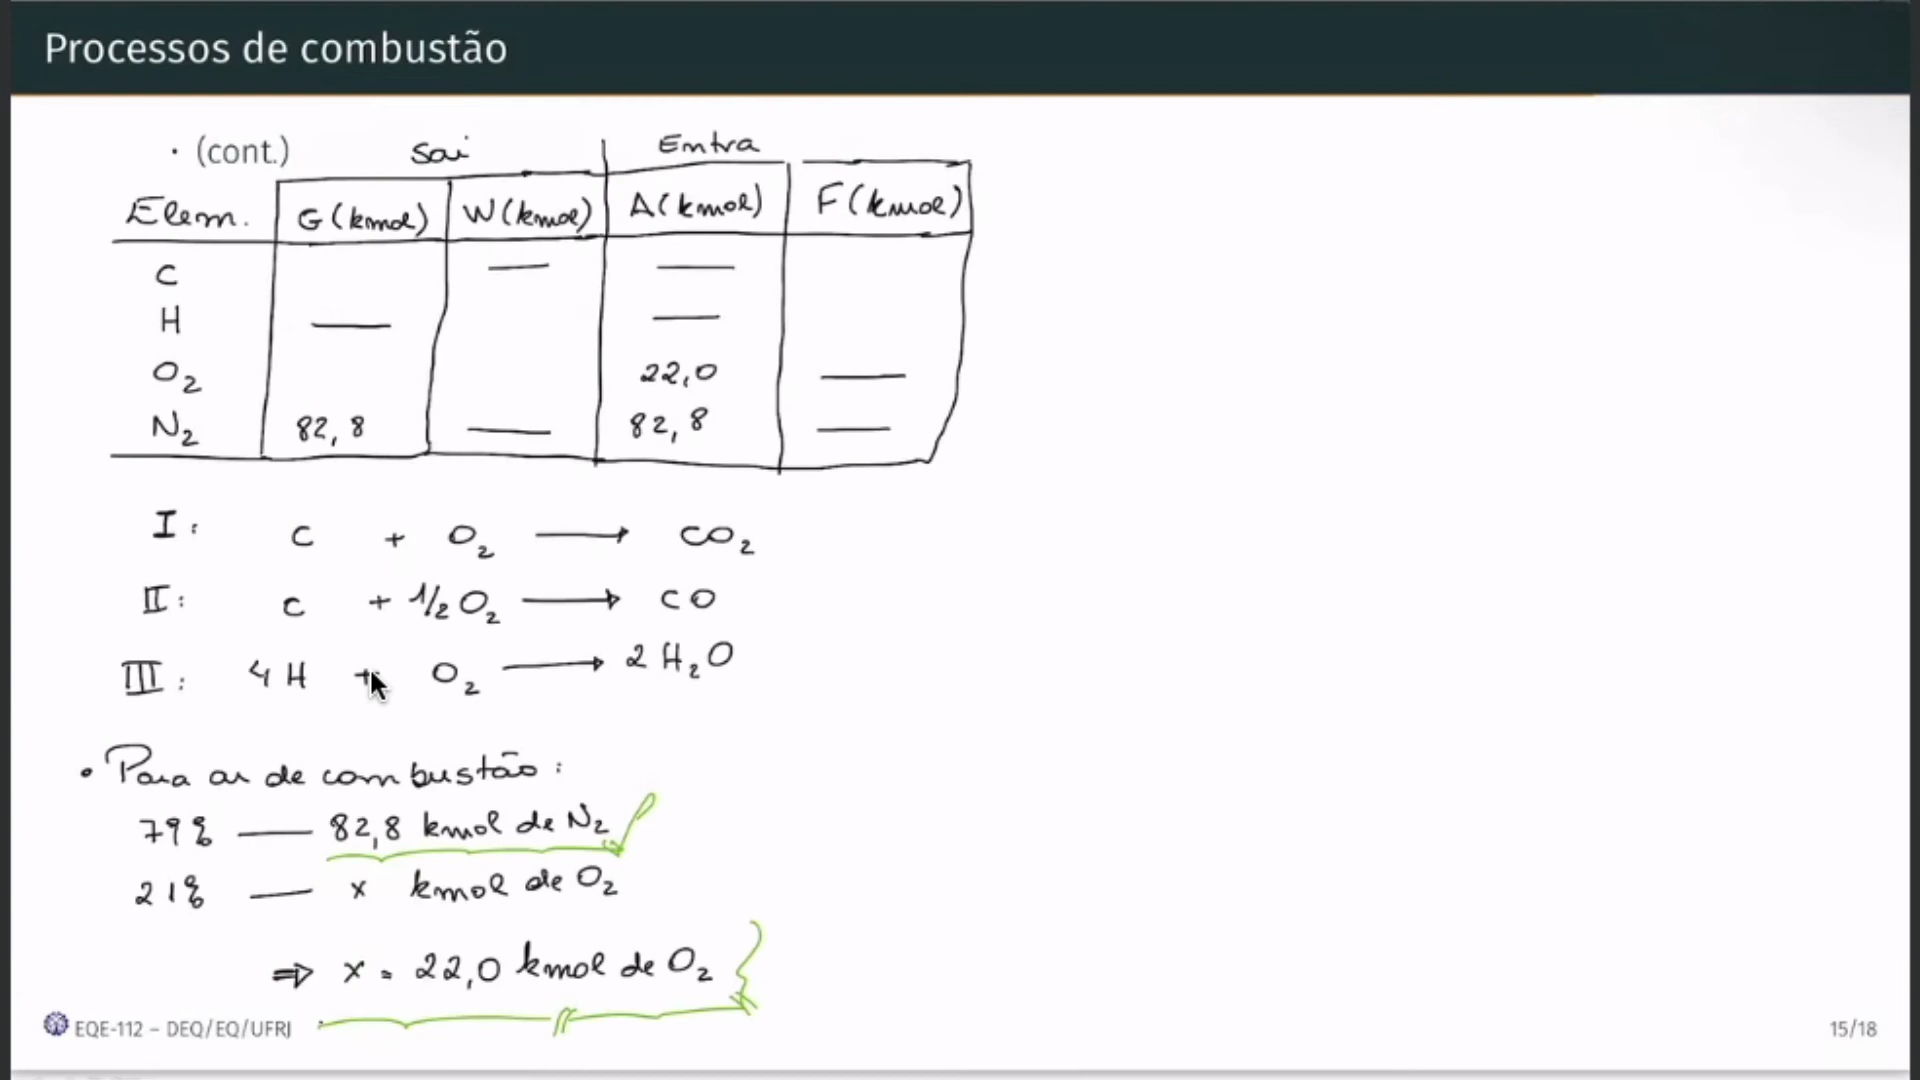 Processos de combustão
• (cont.) Sai Entra
Elem. G (kmol) W (kmol) A (kmol) F (kmol)
C — —
H — —
O₂ 22,0 —
N₂ 82,8 — 82,8 —
I: C + O₂ → CO₂
II: C + 1/2 O₂ → CO
III: 4H + O₂ → 2 H₂O
• Para ar de combustão:
79% — 82,8 kmol de N₂
21% — x kmol de O₂
⇒ x = 22,0 kmol de O₂
EQE-112 – DEQ/EQ/UFRJ 15/18